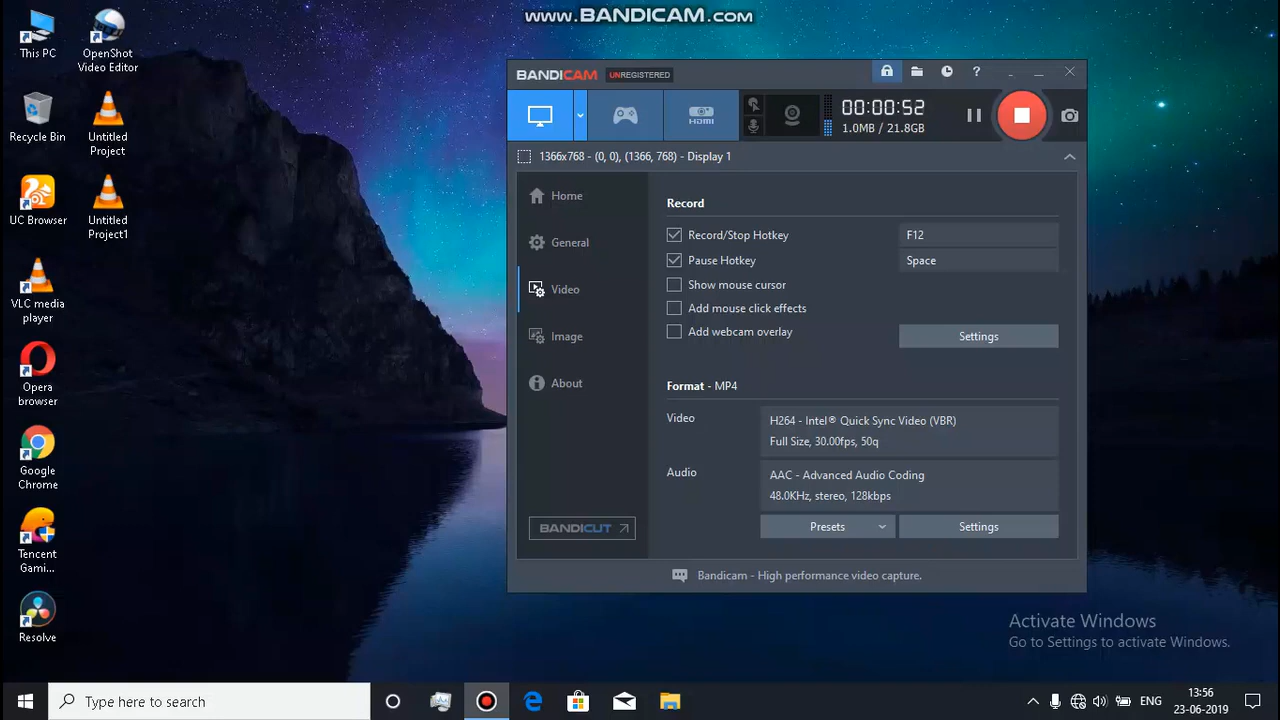 www.BANDICAM.com
This PC
OpenShot
Video Editor
Recycle Bin
Untitled
Project
UC Browser
Untitled
Project1
VLC media
player
Opera
browser
Google
Chrome
Tencent
Gami...
Resolve
BANDICAM
UNREGISTERED
?
HDMI
00:00:52
1.0MB / 21.8GB
1366x768 - (0, 0), (1366, 768) - Display 1
Home
General
Video
Image
About
BANDICUT
Record
Record/Stop Hotkey
F12
Pause Hotkey
Space
Show mouse cursor
Add mouse click effects
Add webcam overlay
Settings
Format - MP4
Video
H264 - Intel® Quick Sync Video (VBR)
Full Size, 30.00fps, 50q
Audio
AAC - Advanced Audio Coding
48.0KHz, stereo, 128kbps
Presets
Settings
Bandicam - High performance video capture.
Activate Windows
Go to Settings to activate Windows.
Type here to search
ENG
13:56
23-06-2019